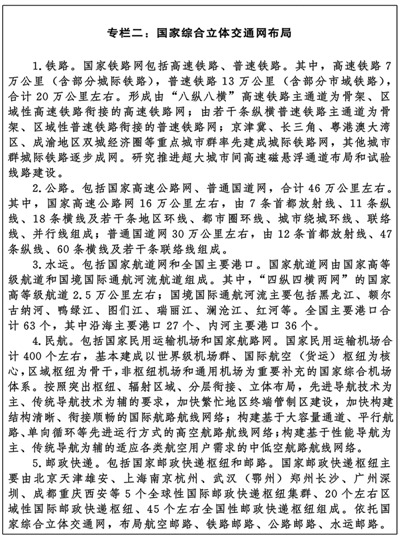 专栏二：国家综合立体交通网布局
1.铁路。国家铁路网包括高速铁路、普速铁路。其中，高速铁路 7
万公里（含部分城际铁路），普速铁路 13 万公里（含部分市域铁路），
合计 20 万公里左右。形成由“八纵八横”高速铁路主通道为骨架、区
域性高速铁路衔接的高速铁路网；由若干条纵横普速铁路主通道为骨
架、区域性普速铁路衔接的普速铁路网；京津冀、长三角、粤港澳大湾
区、成渝地区双城经济圈等重点城市群率先建成城际铁路网，其他城市
群城际铁路逐步成网。研究推进超大城市间高速磁悬浮通道布局和试验
线路建设。
2.公路。包括国家高速公路网、普通国道网，合计 46 万公里左右。
其中，国家高速公路网 16 万公里左右，由 7 条首都放射线、11 条纵
线、18 条横线及若干条地区环线、都市圈环线、城市绕城环线、联络
线、并行线组成；普通国道网 30 万公里左右，由 12 条首都放射线、47
条纵线、60 条横线及若干条联络线组成。
3.水运。包括国家航道网和全国主要港口。国家航道网由国家高等
级航道和国境国际通航河流航道组成。其中，“四纵四横两网”的国家
高等级航道 2.5 万公里左右；国境国际通航河流主要包括黑龙江、额尔
古纳河、鸭绿江、图们江、瑞丽江、澜沧江、红河等。全国主要港口合
计 63 个，其中沿海主要港口 27 个、内河主要港口 36 个。
4.民航。包括国家民用运输机场和国家航路网。国家民用运输机场合
计 400 个左右，基本建成以世界级机场群、国际航空（货运）枢纽为核
心，区域枢纽为骨干，非枢纽机场和通用机场为重要补充的国家综合机场
体系。按照突出枢纽、辐射区域、分层衔接、立体布局，先进导航技术为
主、传统导航技术为辅的要求，加快繁忙地区终端管制区建设，加快构建
结构清晰、衔接顺畅的国际航路航线网络；构建基于大容量通道、平行航
路、单向循环等先进运行方式的高空航路航线网络；构建基于性能导航为
主、传统导航为辅的适应各类航空用户需求的中低空航路航线网络。
5.邮政快递。包括国家邮政快递枢纽和邮路。国家邮政快递枢纽主
要由北京天津雄安、上海南京杭州、武汉（鄂州）郑州长沙、广州深
圳、成都重庆西安等 5 个全球性国际邮政快递枢纽集群、20 个左右区
域性国际邮政快递枢纽、45 个左右全国性邮政快递枢纽组成。依托国
家综合立体交通网，布局航空邮路、铁路邮路、公路邮路、水运邮路。